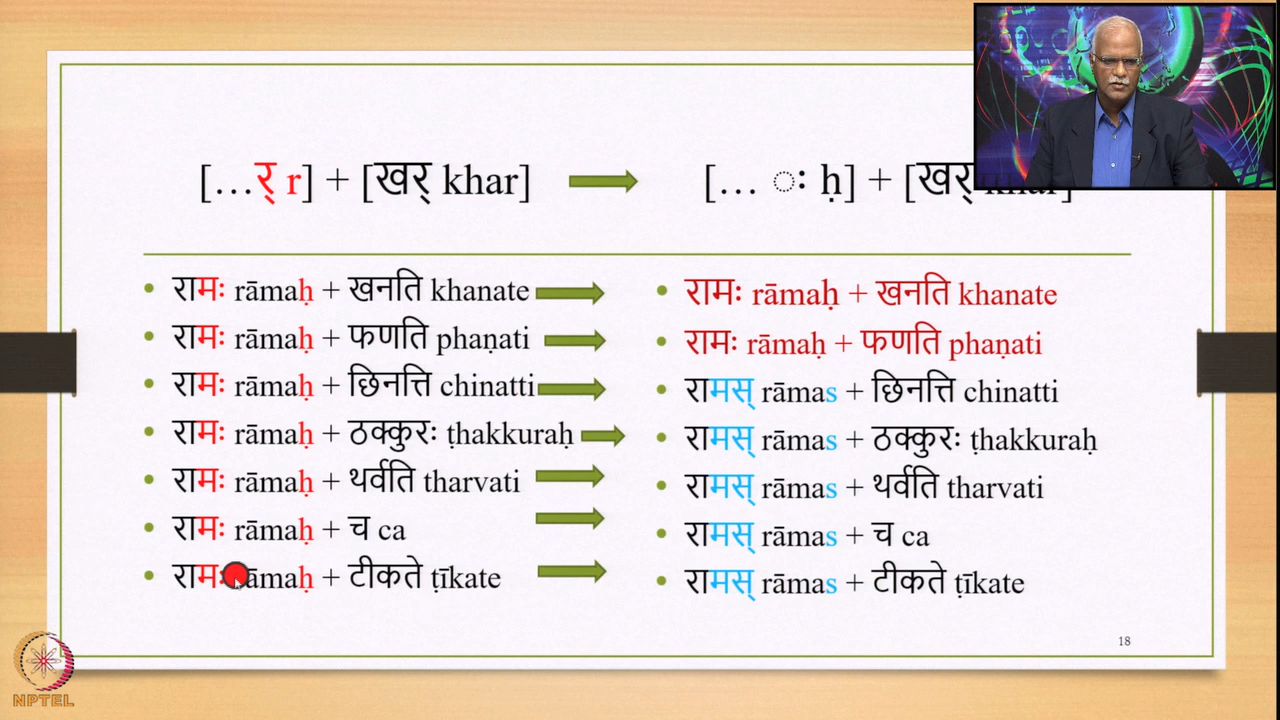 […र् r] + [खर् khar] [… ः ḥ] + [खर् khar]
• रामः rāmaḥ + खनति khanate • रामः rāmaḥ + खनति khanate
• रामः rāmaḥ + फणति phaṇati • रामः rāmaḥ + फणति phaṇati
• रामः rāmaḥ + छिनत्ति chinatti • रामस् rāmas + छिनत्ति chinatti
• रामः rāmaḥ + ठक्कुरः ṭhakkuraḥ • रामस् rāmas + ठक्कुरः ṭhakkuraḥ
• रामः rāmaḥ + थर्वति tharvati • रामस् rāmas + थर्वति tharvati
• रामः rāmaḥ + च ca • रामस् rāmas + च ca
• रामः rāmaḥ + टीकते ṭīkate • रामस् rāmas + टीकते ṭīkate
18
NPTEL